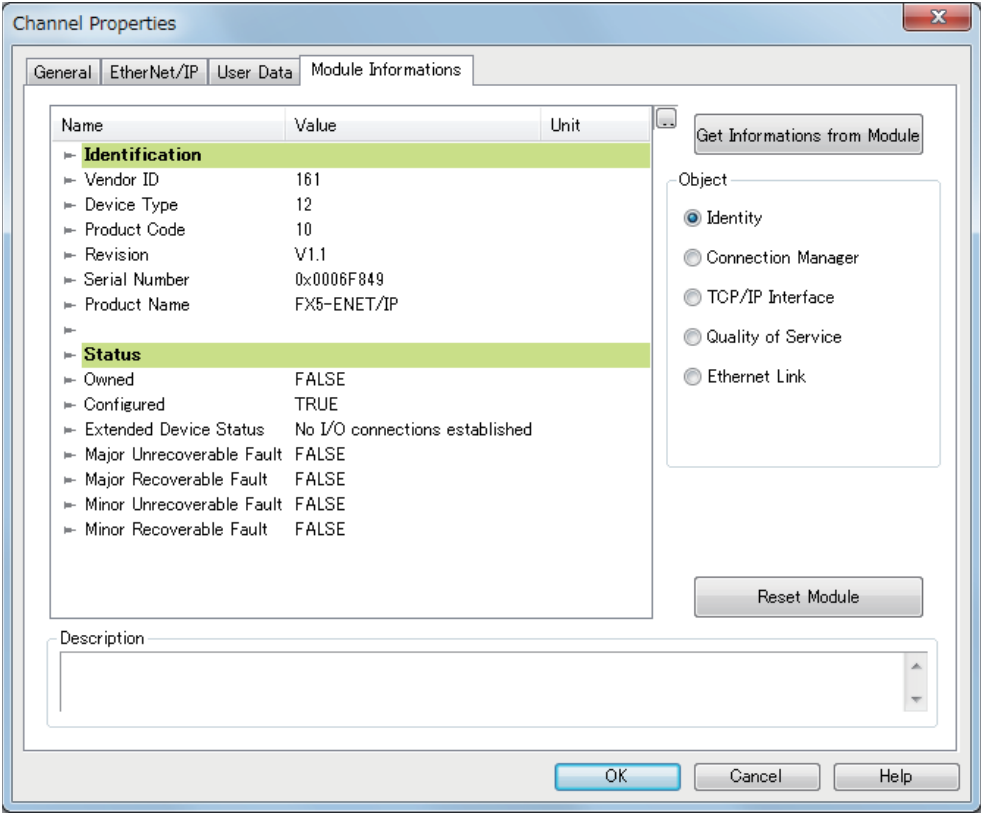 Channel Properties
General EtherNet/IP User Data Module Informations
Name Value Unit
Identification
Vendor ID 161
Device Type 12
Product Code 10
Revision V1.1
Serial Number 0x0006F849
Product Name FX5-ENET/IP
Status
Owned FALSE
Configured TRUE
Extended Device Status No I/O connections established
Major Unrecoverable Fault FALSE
Major Recoverable Fault FALSE
Minor Unrecoverable Fault FALSE
Minor Recoverable Fault FALSE
..
Get Informations from Module
Object
Identity
Connection Manager
TCP/IP Interface
Quality of Service
Ethernet Link
Reset Module
Description
OK Cancel Help